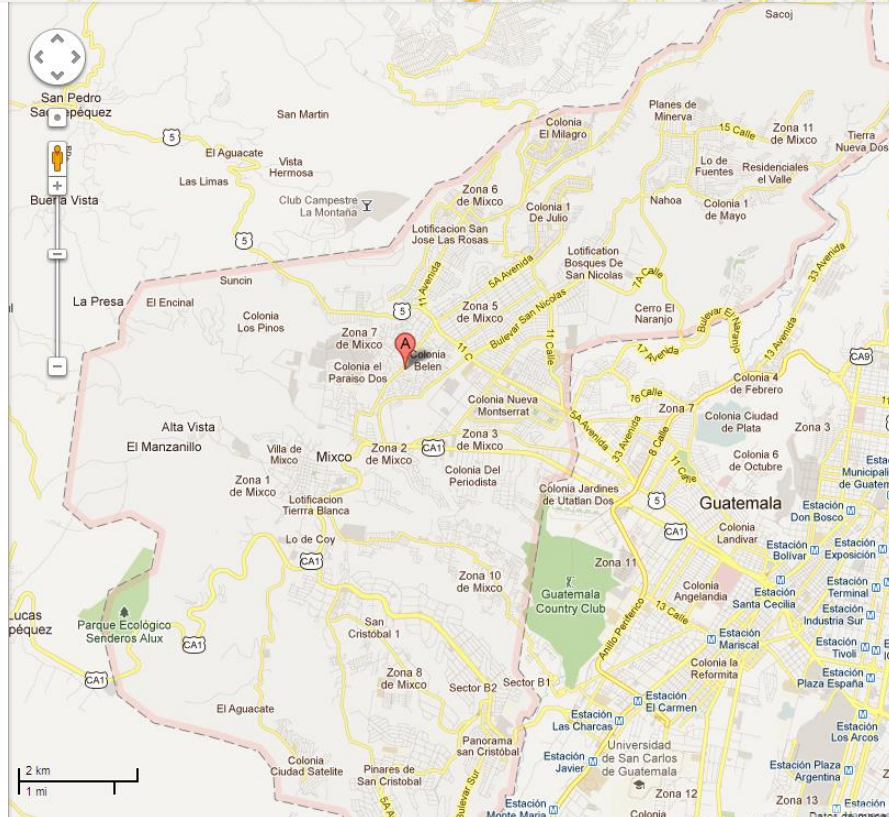 Sacoj
San Pedro
Sacatepéquez
San Martin
Colonia
El Milagro
Planes de
Minerva
15 Calle
Zona 11
de Mixco
Tierra
Nueva Dos
5
El Aguacate
Vista
Hermosa
Las Limas
Lo de
Fuentes
Residenciales
el Valle
Buena Vista
Club Campestre
La Montaña
Zona 6
de Mixco
Colonia 1
De Julio
Nahoa
Colonia 1
de Mayo
5
Lotificacion San
Jose Las Rosas
Lotification
Bosques De
San Nicolas
33 Avenida
Suncin
11 Avenida
5A Avenida
7A Calle
La Presa
El Encinal
Colonia
Los Pinos
5
Zona 5
de Mixco
Bulevar San Nicolas
Cerro El
Naranjo
Bulevar El Naranjo
13 Avenida
Zona 7
de Mixco
A
Colonia
Belen
11 C
11 Calle
17 Avenida
CA9
Colonia el
Paraiso Dos
16 Calle
Colonia 4
de Febrero
Colonia Nueva
Montserrat
5A Avenida
Zona 7
Colonia Ciudad
de Plata
Zona 3
Alta Vista
El Manzanillo
33 Avenida
8 Calle
Villa de
Mixco
Mixco
Zona 2
de Mixco
CA1
Zona 3
de Mixco
11 Calle
Colonia 6
de Octubre
Zona 1
de Mixco
Colonia Del
Periodista
Lotificacion
Tierrra Blanca
Colonia Jardines
de Utatlan Dos
5
Guatemala
Estación
Don Bosco
Lo de Coy
CA1
CA1
Colonia
Landivar
Estación
Bolívar
Estación
Exposición
Zona 10
de Mixco
Zona 11
Guatemala
Country Club
Colonia
Angelandia
Estación
Santa Cecilia
Estación
Terminal
Estación
Industria Sur
Lucas
Parque Ecológico
Senderos Alux
San
Cristóbal 1
Anillo Periferico
13 Calle
Estación
Mariscal
Estación
Tivoli
CA1
CA1
Zona 8
de Mixco
Sector B2
Sector B1
Colonia la
Reformita
Estación
Plaza España
El Aguacate
Estación
El Carmen
Estación
Las Charcas
Estación
Los Arcos
Panorama
san Cristóbal
Universidad
de San Carlos
de Guatemala
Estación
Javier
Colonia
Ciudad Satelite
Pinares de
San Cristobal
Estación Plaza
Argentina
2 km
1 mi
5A A
Bulevar Sur
Zona 12
Zona 13
Estación
Monte Maria
Colonia